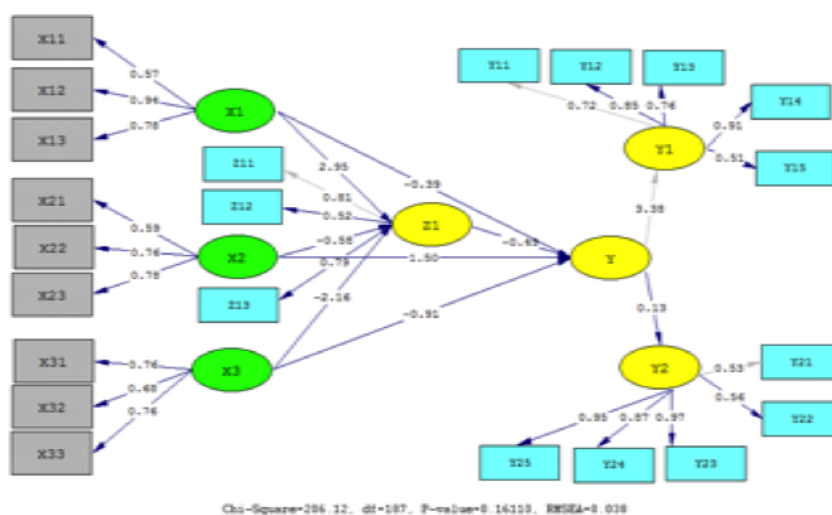 X11
X12
X13
X21
X22
X23
X31
X32
X33
0.57
0.94
0.78
0.59
0.76
0.78
0.76
0.68
0.76
X1
X2
X3
Z11
Z12
Z13
0.81
0.52
0.79
2.95
-0.58
-2.16
Z1
-0.39
1.50
-0.91
Y
Y11
Y12
Y13
Y14
Y15
0.72
0.85
0.76
0.91
0.51
Y1
3.38
0.13
Y2
0.53
0.56
0.97
0.87
0.95
Y21
Y22
Y23
Y24
Y25
Chi-Square=206.12, df=187, P-value=0.16110, RMSEA=0.038